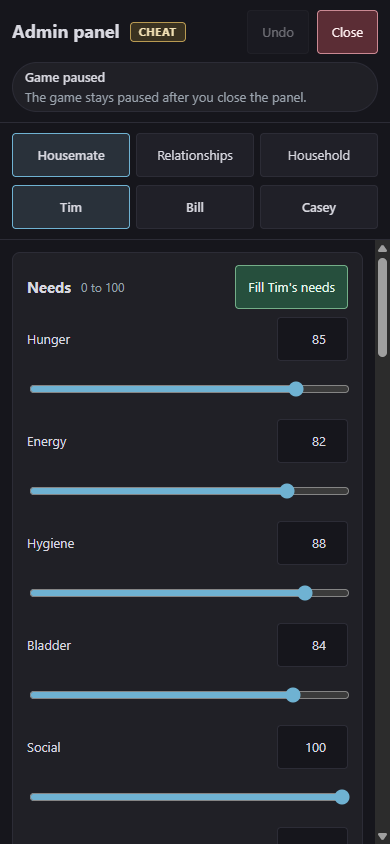 Admin panel CHEAT Undo Close
Game paused
The game stays paused after you close the panel.
Housemate Relationships Household
Tim Bill Casey
Needs 0 to 100 Fill Tim's needs
Hunger 85
Energy 82
Hygiene 88
Bladder 84
Social 100